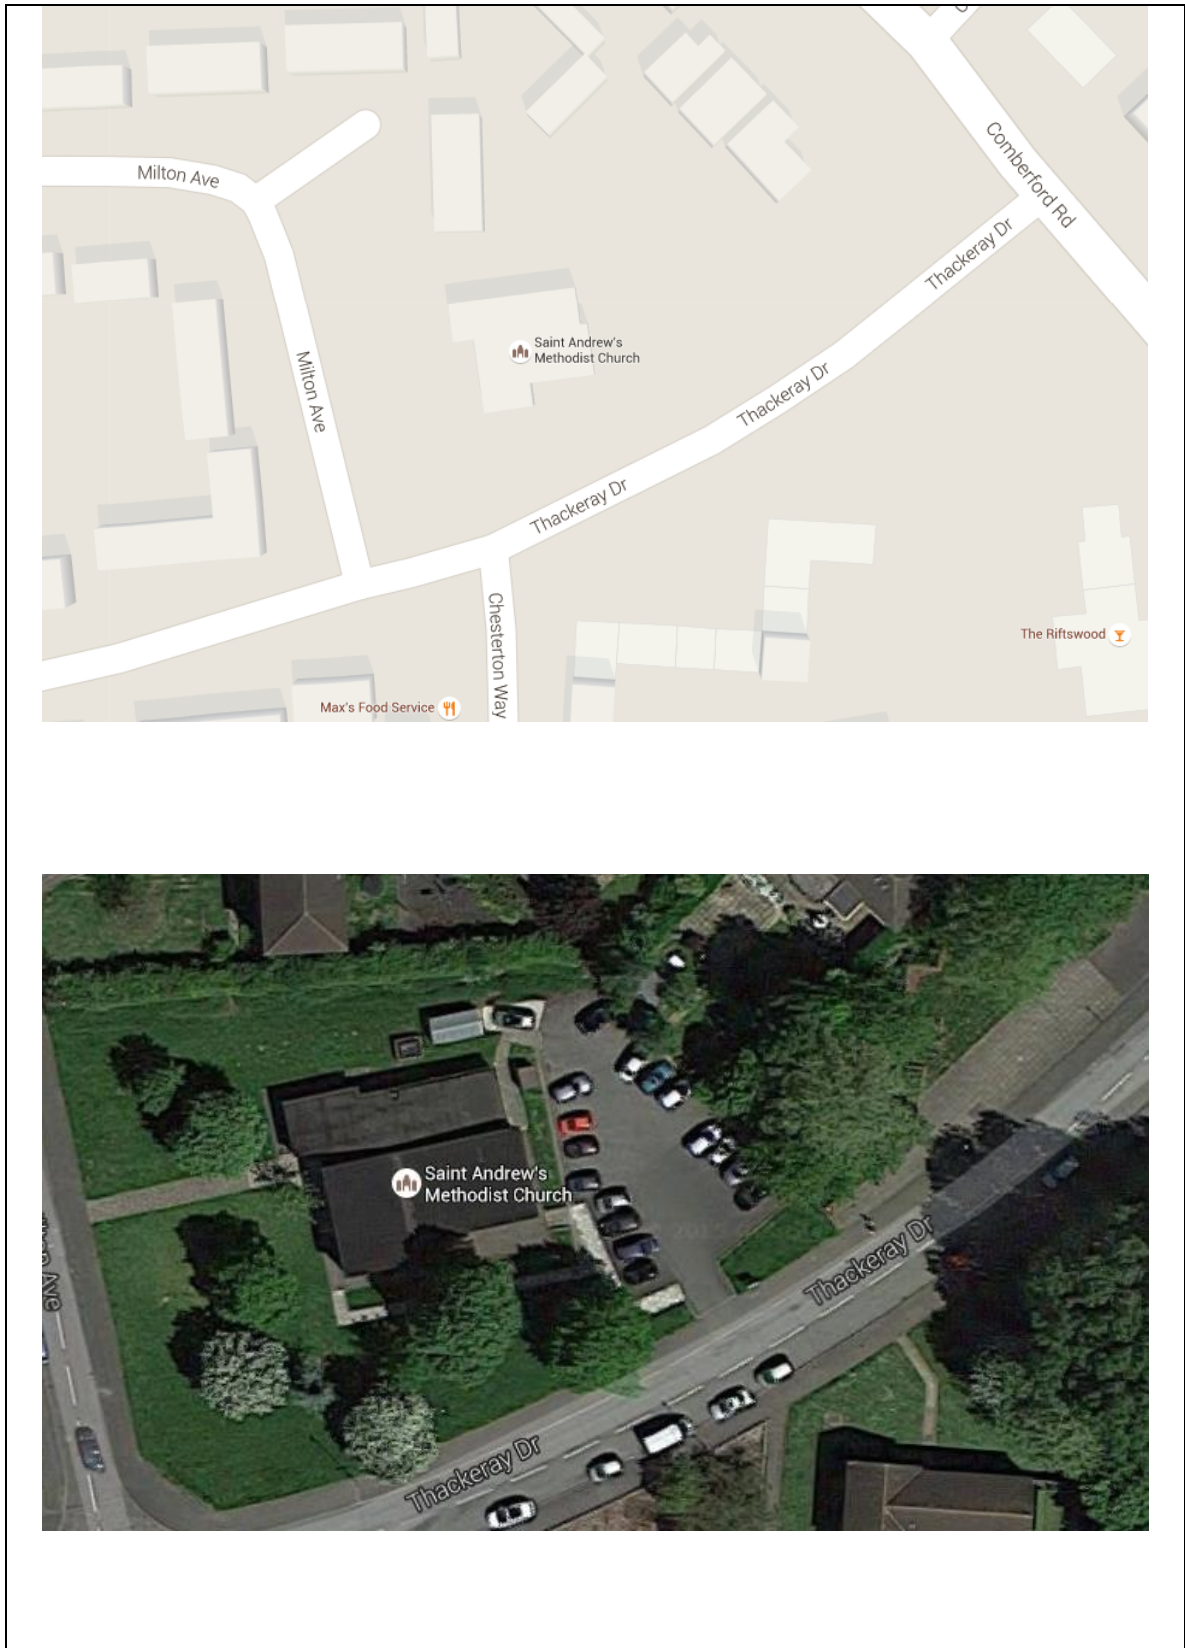 Comberford Rd
Milton Ave
Thackeray Dr
Saint Andrew's
Methodist Church
Milton Ave
Thackeray Dr
Thackeray Dr
Chesterton Way
The Riftswood
Max's Food Service
Saint Andrew's
Methodist Church
Thackeray Dr
Ave
Thackeray Dr